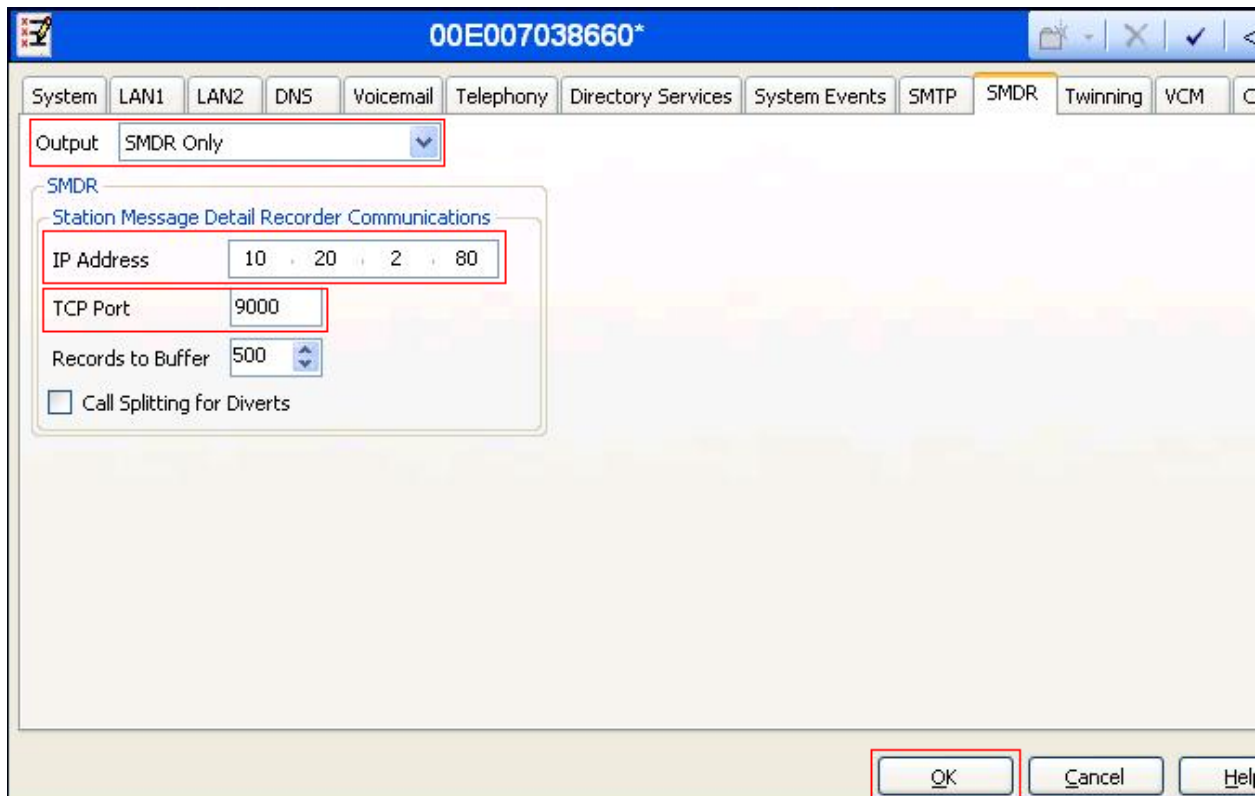 00E007038660*
System LAN1 LAN2 DNS Voicemail Telephony Directory Services System Events SMTP SMDR Twinning VCM
Output SMDR Only
SMDR
Station Message Detail Recorder Communications
IP Address 10 . 20 . 2 . 80
TCP Port 9000
Records to Buffer 500
Call Splitting for Diverts
OK Cancel Help